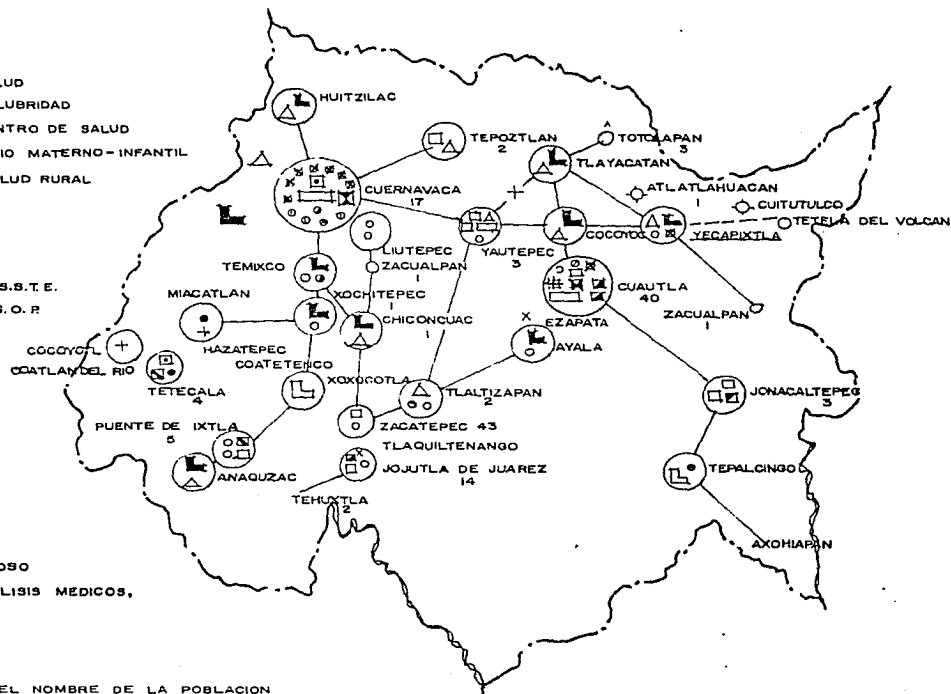 LUD
LUBRIDAD
NTRO DE SALUD
IO MATERNO-INFANTIL
LUD RURAL
S.S.T.E.
S.O.P.
OSO
LISIS MEDICOS,
EL NOMBRE DE LA POBLACION
HUITZILAC
TEPOZTLAN
2
TOTOLAPAN
3
TLAYACATAN
CUERNAVACA
17
ATLATLAHUACAN
1
CUITUTULCO
TETELA DEL VOLCAN
LIUTEPEC
1
YAUTEPEC
3
COCOYOC
YECAPIXTLA
ZACUALPAN
1
TEMIXCO
CUAUTLA
40
MIACATLAN
XOCHITEPEC
1
ZACUALPAN
1
CHICONCUAC
1
EZAPATA
AYALA
COCOYOTL
HAZATEPEC
COATLAN DEL RIO
COATETENCO
TETECALA
4
XOXOCOTLA
TLALTIZAPAN
2
JONACALTEPEC
3
PUENTE DE IXTLA
5
ZACATEPEC 43
TLAQUILTENANGO
JOJUTLA DE JUAREZ
14
ANAQUZAC
TEPALCINGO
TEHUXTLA
2
AXOHIAPAN